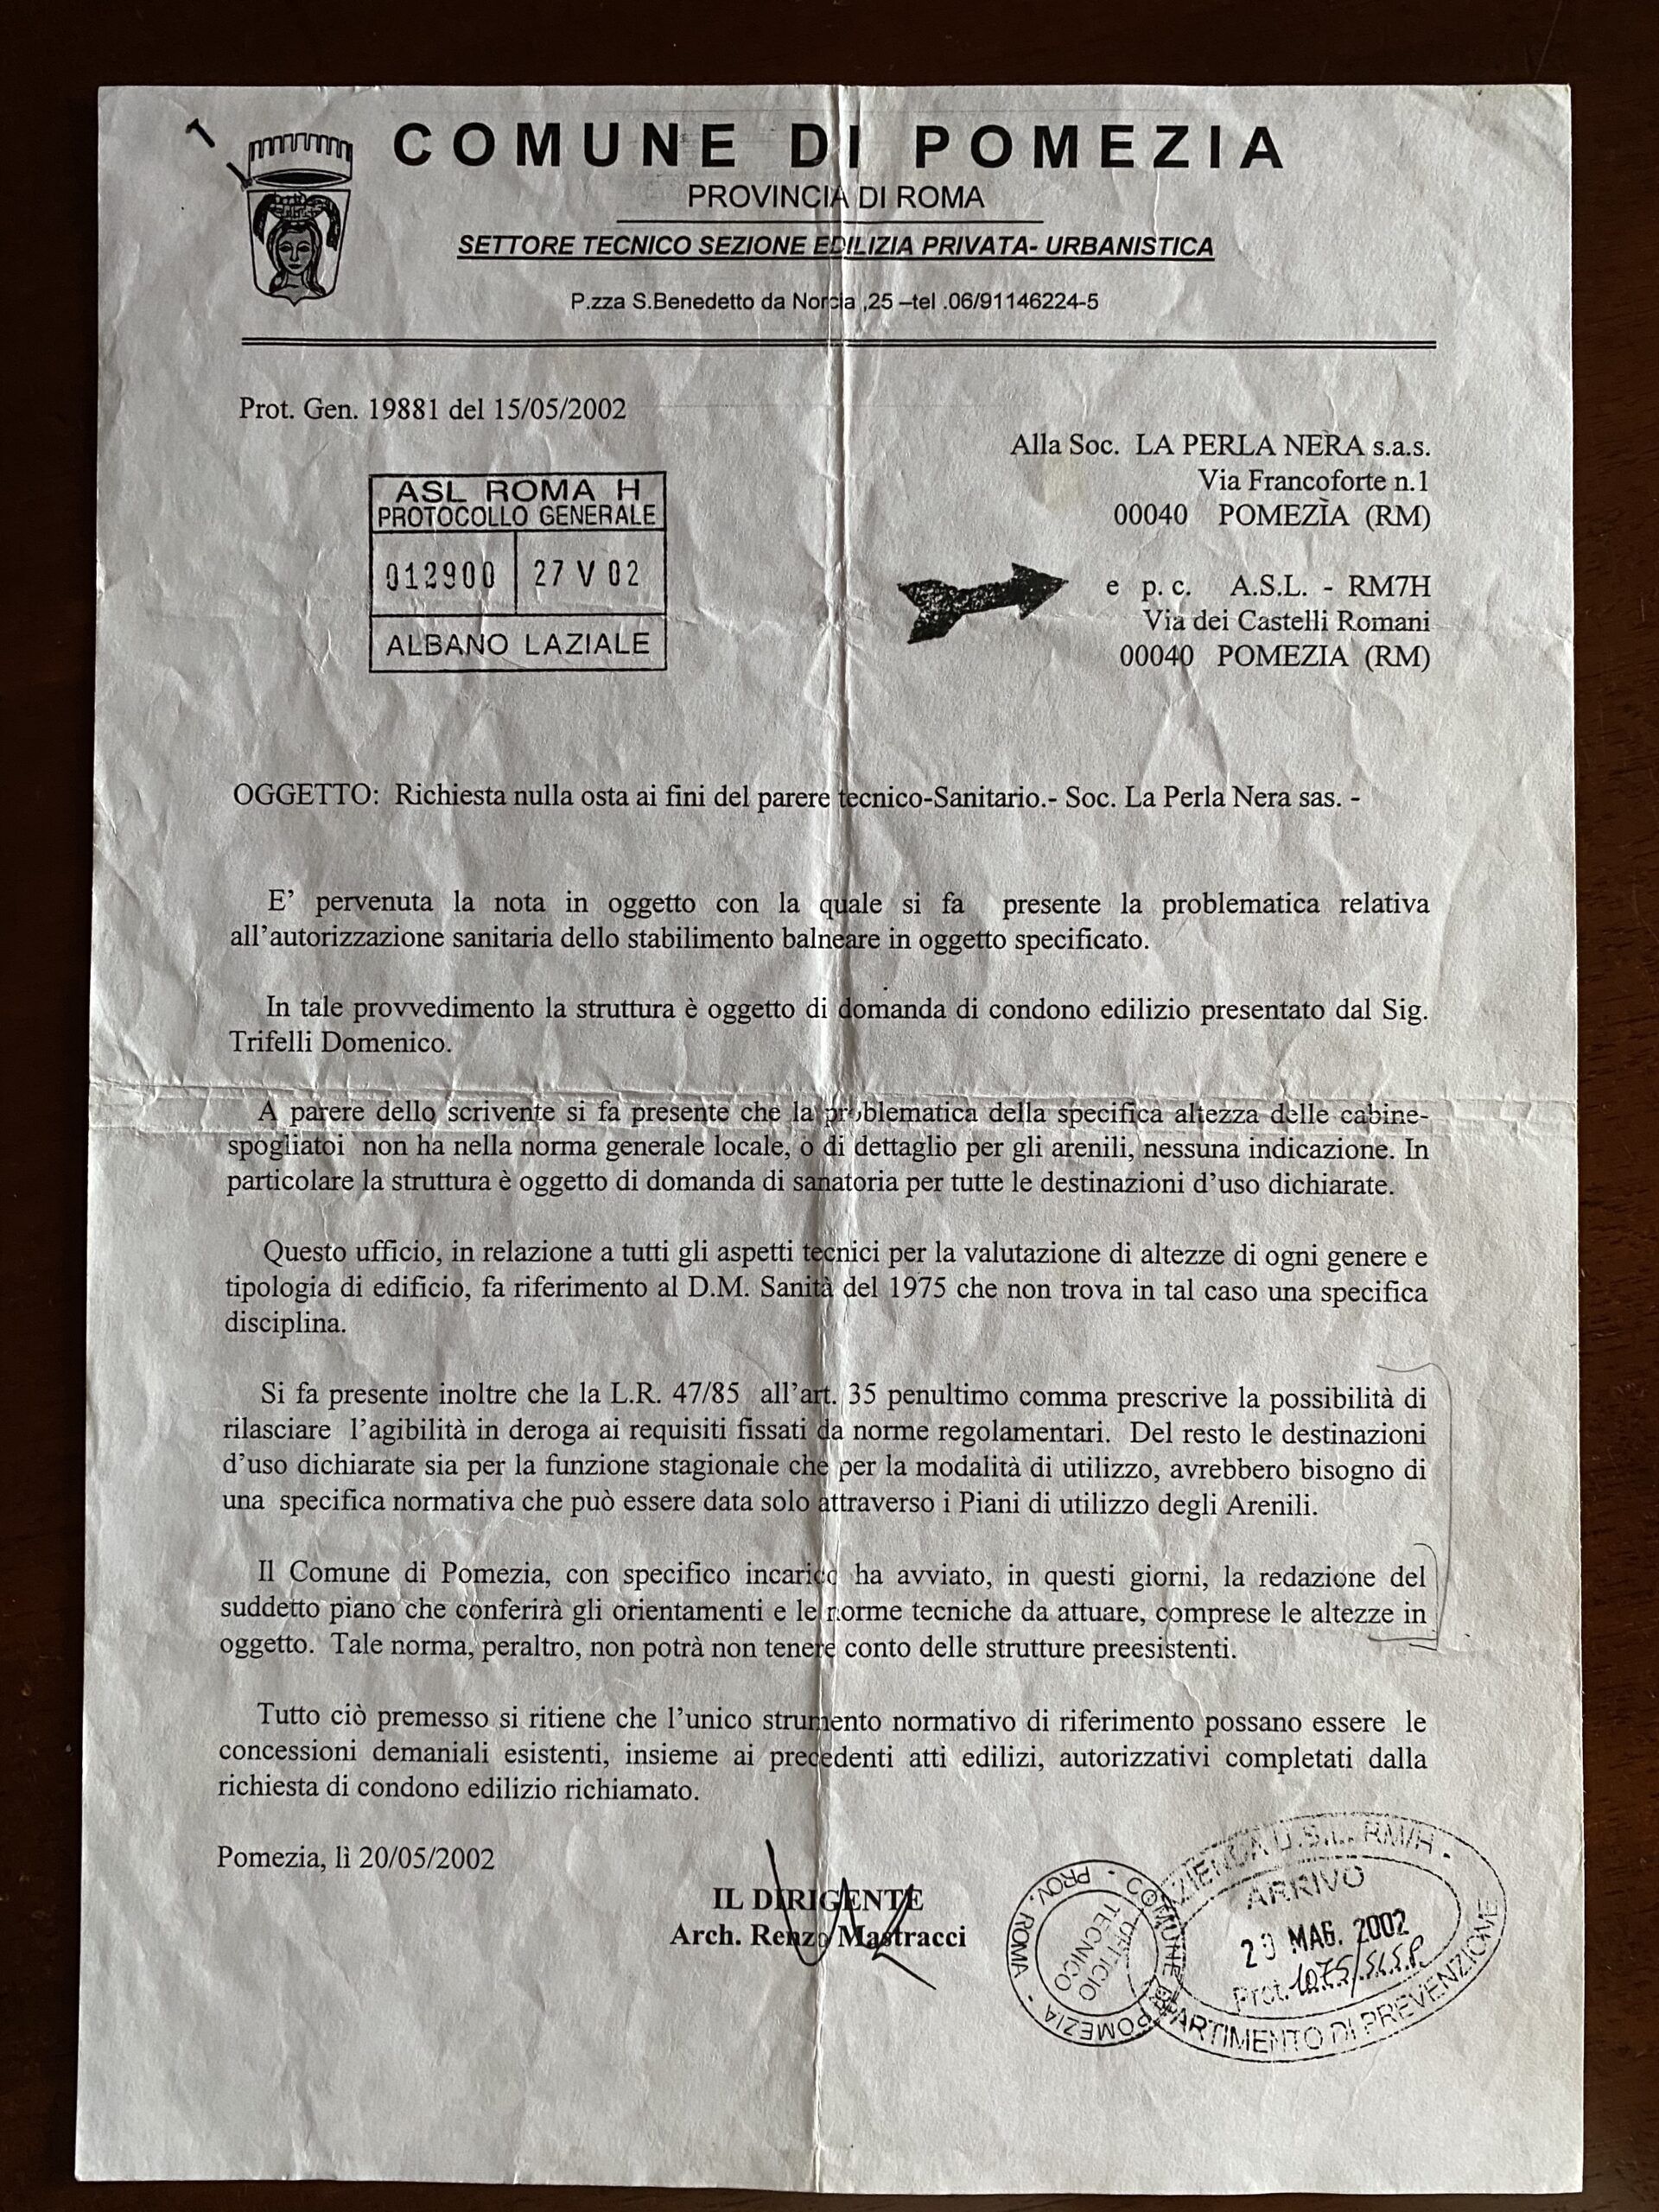 COMUNE DI POMEZIA
PROVINCIA DI ROMA
SETTORE TECNICO SEZIONE EDILIZIA PRIVATA- URBANISTICA
P.zza S.Benedetto da Norcia ,25 –tel .06/91146224-5
Prot. Gen. 19881 del 15/05/2002
Alla Soc. LA PERLA NERA s.a.s.
Via Francoforte n.1
00040 POMEZIA (RM)
ASL ROMA H
PROTOCOLLO GENERALE
012900 27 V 02
ALBANO LAZIALE
e p. c. A.S.L. - RM7H
Via dei Castelli Romani
00040 POMEZIA (RM)
OGGETTO: Richiesta nulla osta ai fini del parere tecnico-Sanitario.- Soc. La Perla Nera sas. -
E’ pervenuta la nota in oggetto con la quale si fa presente la problematica relativa
all’autorizzazione sanitaria dello stabilimento balneare in oggetto specificato.
In tale provvedimento la struttura è oggetto di domanda di condono edilizio presentato dal Sig.
Trifelli Domenico.
A parere dello scrivente si fa presente che la problematica della specifica altezza delle cabine-
spogliatoi non ha nella norma generale locale, o di dettaglio per gli arenili, nessuna indicazione. In
particolare la struttura è oggetto di domanda di sanatoria per tutte le destinazioni d’uso dichiarate.
Questo ufficio, in relazione a tutti gli aspetti tecnici per la valutazione di altezze di ogni genere e
tipologia di edificio, fa riferimento al D.M. Sanità del 1975 che non trova in tal caso una specifica
disciplina.
Si fa presente inoltre che la L.R. 47/85 all’art. 35 penultimo comma prescrive la possibilità di
rilasciare l’agibilità in deroga ai requisiti fissati da norme regolamentari. Del resto le destinazioni
d’uso dichiarate sia per la funzione stagionale che per la modalità di utilizzo, avrebbero bisogno di
una specifica normativa che può essere data solo attraverso i Piani di utilizzo degli Arenili.
Il Comune di Pomezia, con specifico incarico ha avviato, in questi giorni, la redazione del
suddetto piano che conferirà gli orientamenti e le norme tecniche da attuare, comprese le altezze in
oggetto. Tale norma, peraltro, non potrà non tenere conto delle strutture preesistenti.
Tutto ciò premesso si ritiene che l’unico strumento normativo di riferimento possano essere le
concessioni demaniali esistenti, insieme ai precedenti atti edilizi, autorizzativi completati dalla
richiesta di condono edilizio richiamato.
Pomezia, lì 20/05/2002
IL DIRIGENTE
Arch. Renzo Mastracci
COMUNE DI POMEZIA - PROV. ROMA -
UFFICIO
TECNICO
AZIENDA U.S.L. RM/H -
ARRIVO
MAG. 2002
Prot. 1075/
DIPARTIMENTO DI PREVENZIONE